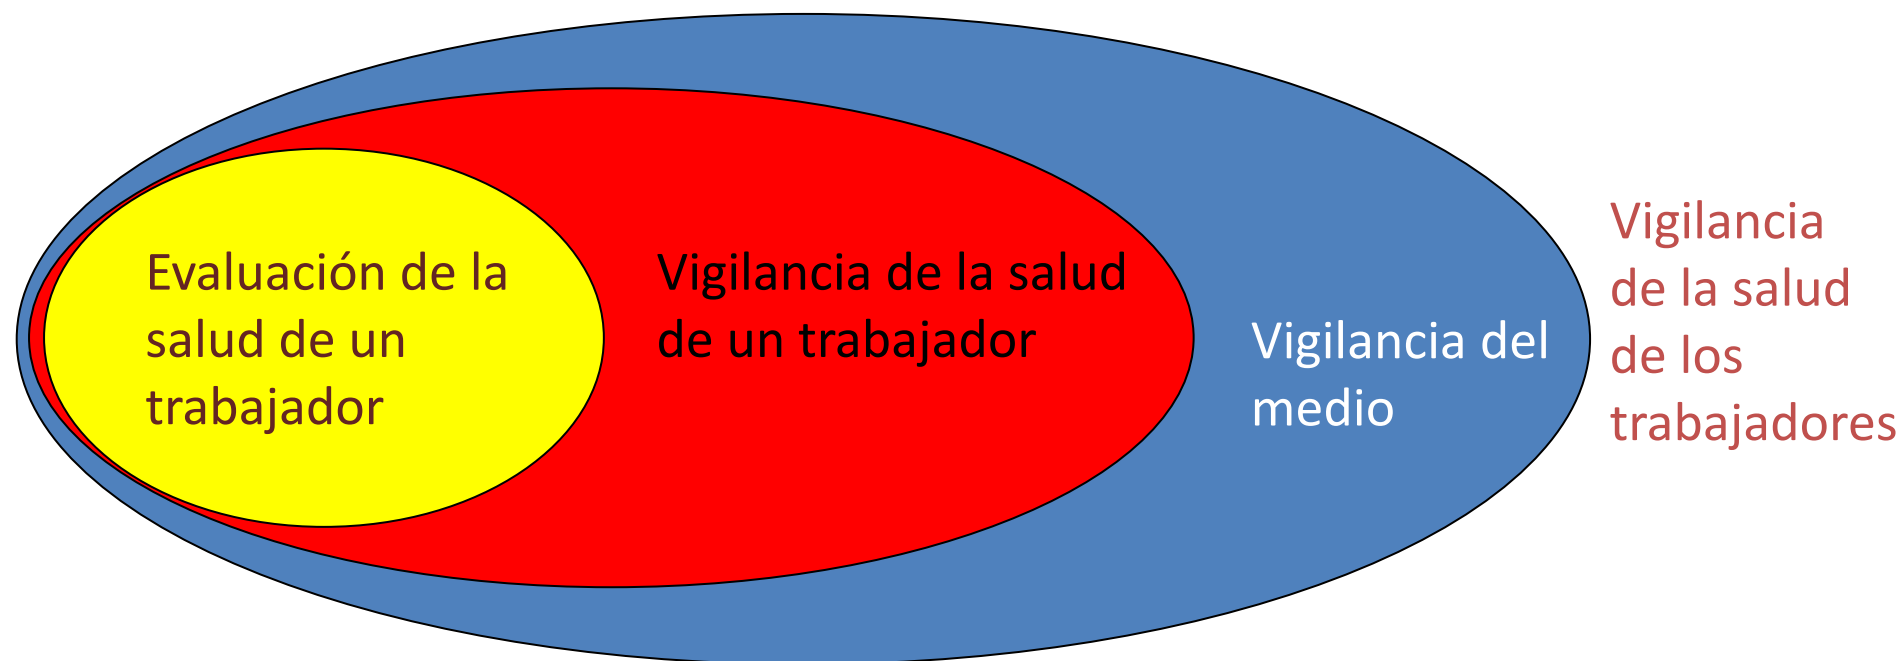 Evaluación de la
salud de un
trabajador
Vigilancia de la salud
de un trabajador
Vigilancia del
medio
Vigilancia
de la salud
de los
trabajadores